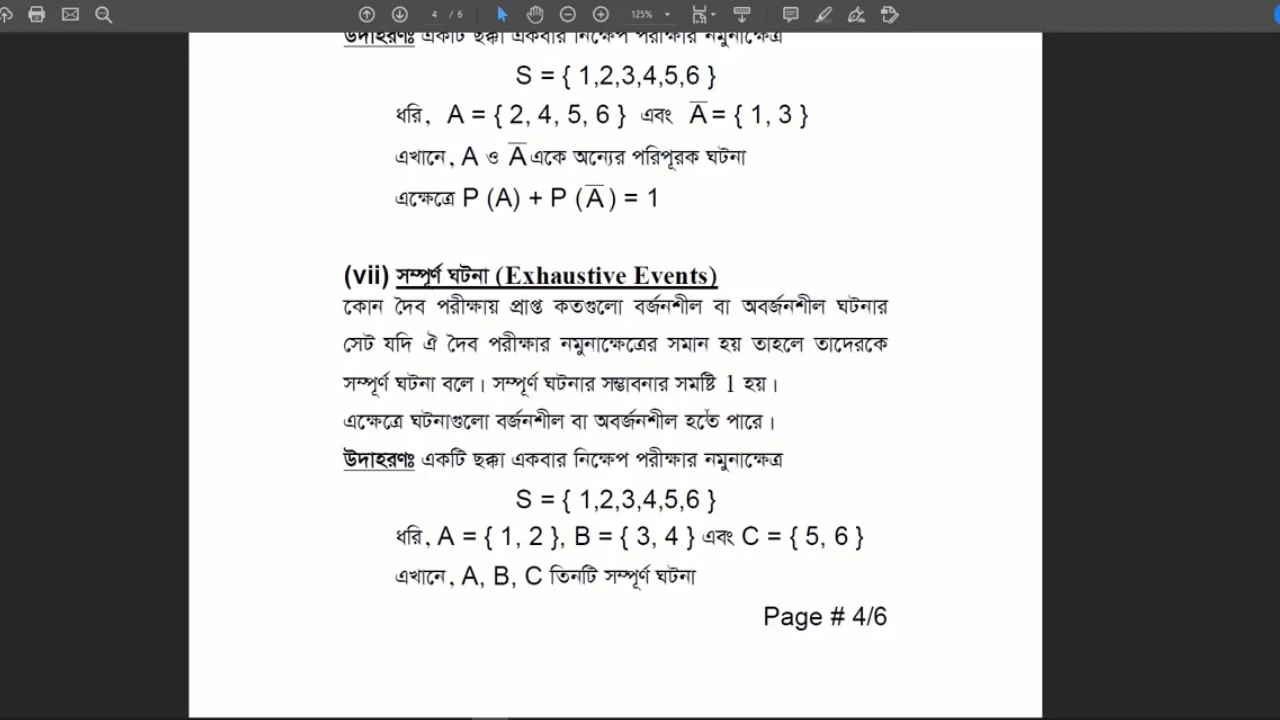 4 / 6
125%
উদাহরণঃ একটি ছক্কা একবার নিক্ষেপ পরীক্ষার নমুনাক্ষেত্র
S = { 1,2,3,4,5,6 }
ধরি, A = { 2, 4, 5, 6 } এবং A̅ = { 1, 3 }
এখানে, A ও A̅ একে অন্যের পরিপূরক ঘটনা
এক্ষেত্রে P (A) + P (A̅ ) = 1
(vii) সম্পূর্ণ ঘটনা (Exhaustive Events)
কোন দৈব পরীক্ষায় প্রাপ্ত কতগুলো বর্জনশীল বা অবর্জনশীল ঘটনার
সেট যদি ঐ দৈব পরীক্ষার নমুনাক্ষেত্রের সমান হয় তাহলে তাদেরকে
সম্পূর্ণ ঘটনা বলে। সম্পূর্ণ ঘটনার সম্ভাবনার সমষ্টি 1 হয়।
এক্ষেত্রে ঘটনাগুলো বর্জনশীল বা অবর্জনশীল হতে পারে।
উদাহরণঃ একটি ছক্কা একবার নিক্ষেপ পরীক্ষার নমুনাক্ষেত্র
S = { 1,2,3,4,5,6 }
ধরি, A = { 1, 2 }, B = { 3, 4 } এবং C = { 5, 6 }
এখানে, A, B, C তিনটি সম্পূর্ণ ঘটনা
Page # 4/6